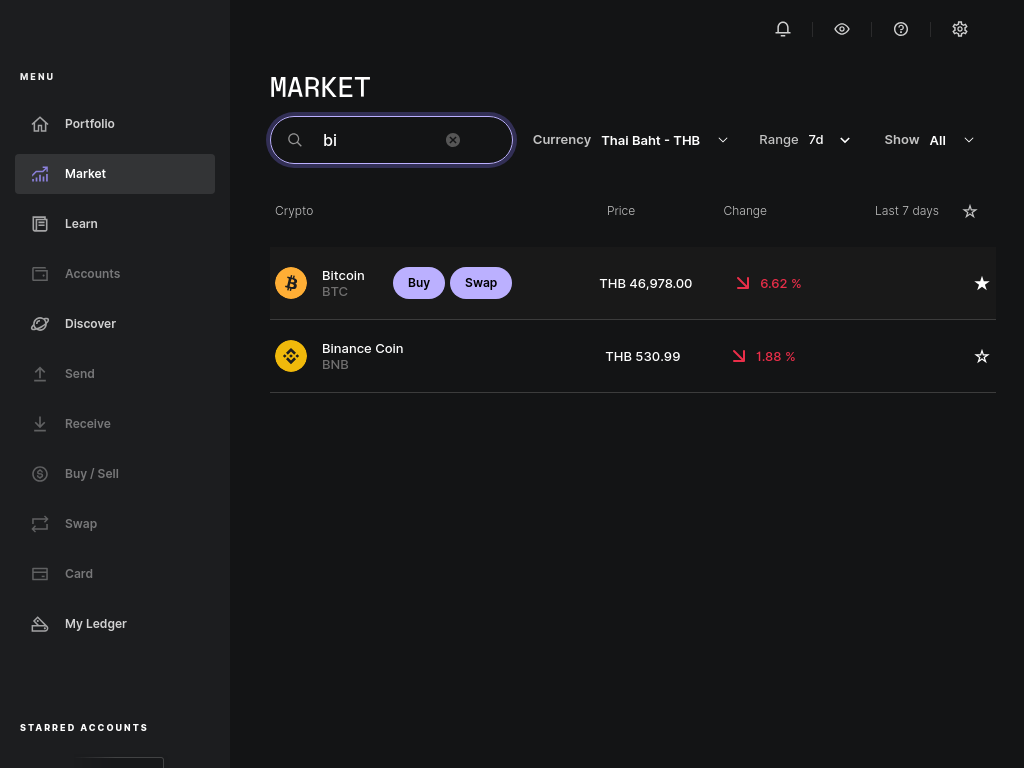 MENU
Portfolio
Market
Learn
Accounts
Discover
Send
Receive
Buy / Sell
Swap
Card
My Ledger
STARRED ACCOUNTS
MARKET
bi
Currency Thai Baht - THB Range 7d Show All
Crypto Price Change Last 7 days
Bitcoin
BTC
Buy Swap THB 46,978.00 6.62 %
Binance Coin
BNB
THB 530.99 1.88 %